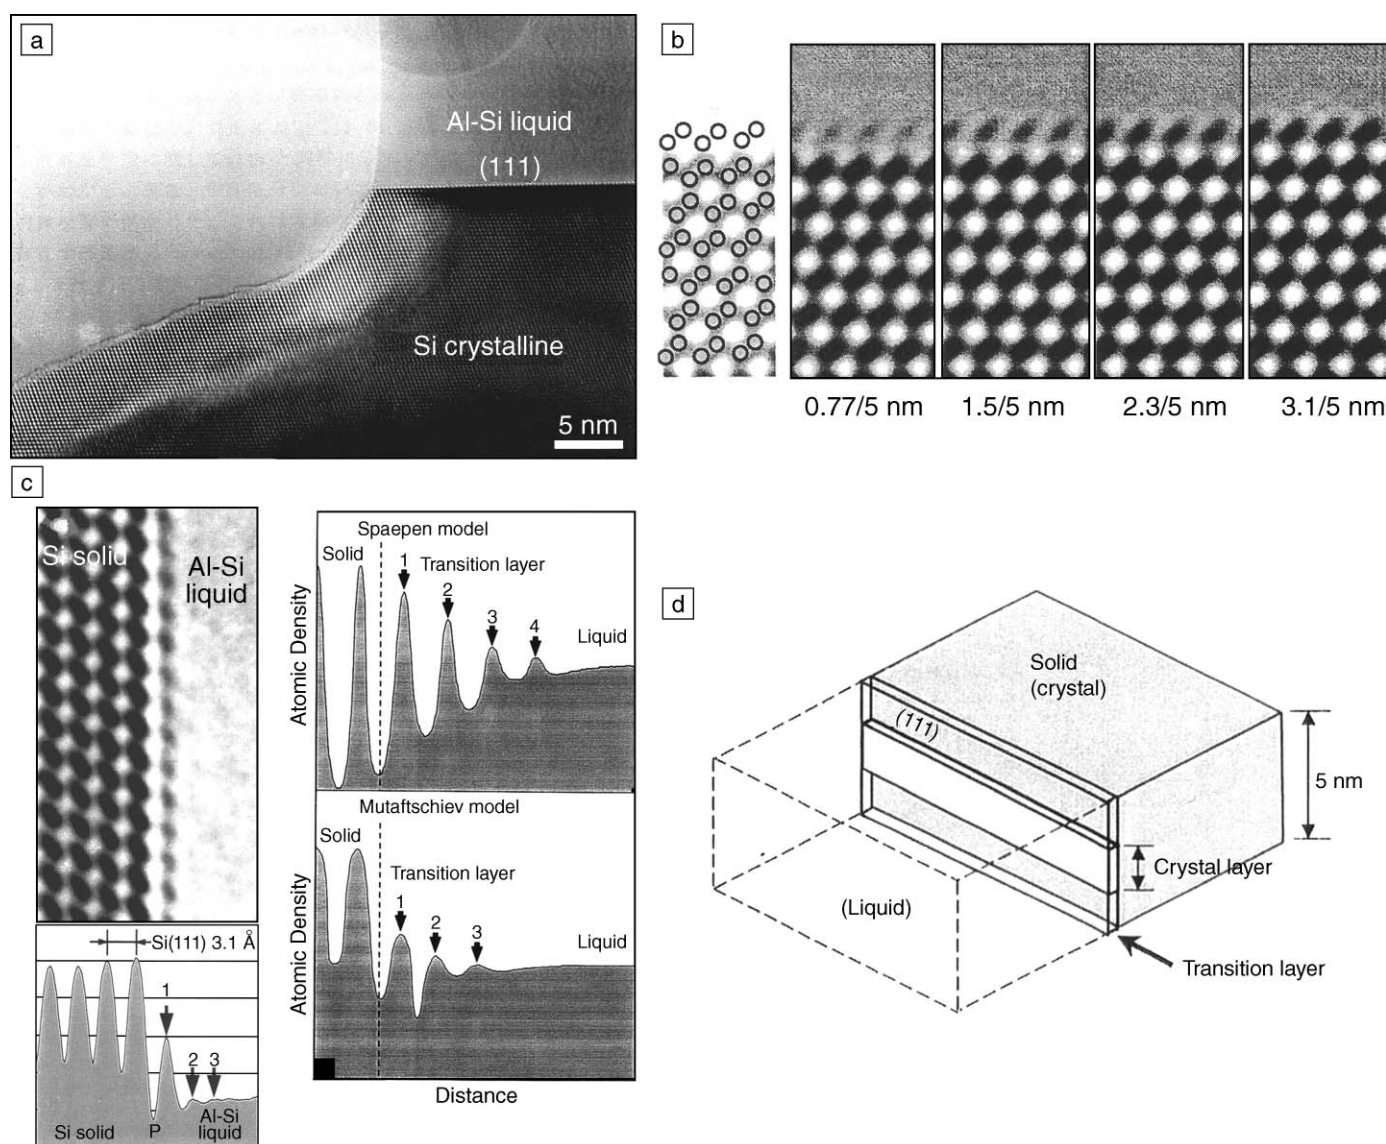 a
Al-Si liquid
(111)
Si crystalline
5 nm
b
0.77/5 nm
1.5/5 nm
2.3/5 nm
3.1/5 nm
c
Si solid
Al-Si
liquid
Si(111) 3.1 Å
1
2
3
Si solid
P
Al-Si
liquid
Spaepen model
Solid
1
Transition layer
2
3
4
Liquid
Atomic Density
Mutaftschiev model
Solid
Transition layer
1
2
3
Liquid
Atomic Density
Distance
d
Solid
(crystal)
(111)
5 nm
Crystal layer
(Liquid)
Transition layer